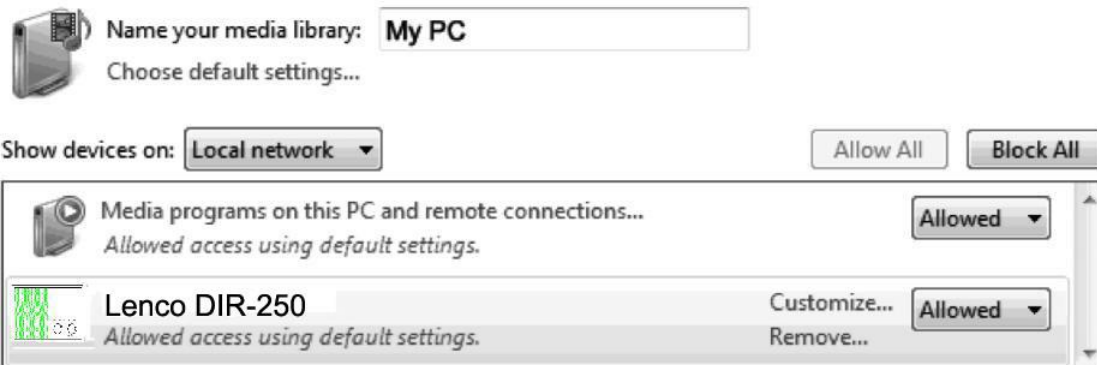 Name your media library: My PC
Choose default settings...
Show devices on: Local network Allow All Block All
Media programs on this PC and remote connections... Allowed
Allowed access using default settings.
Lenco DIR-250 Customize... Allowed
Allowed access using default settings. Remove...